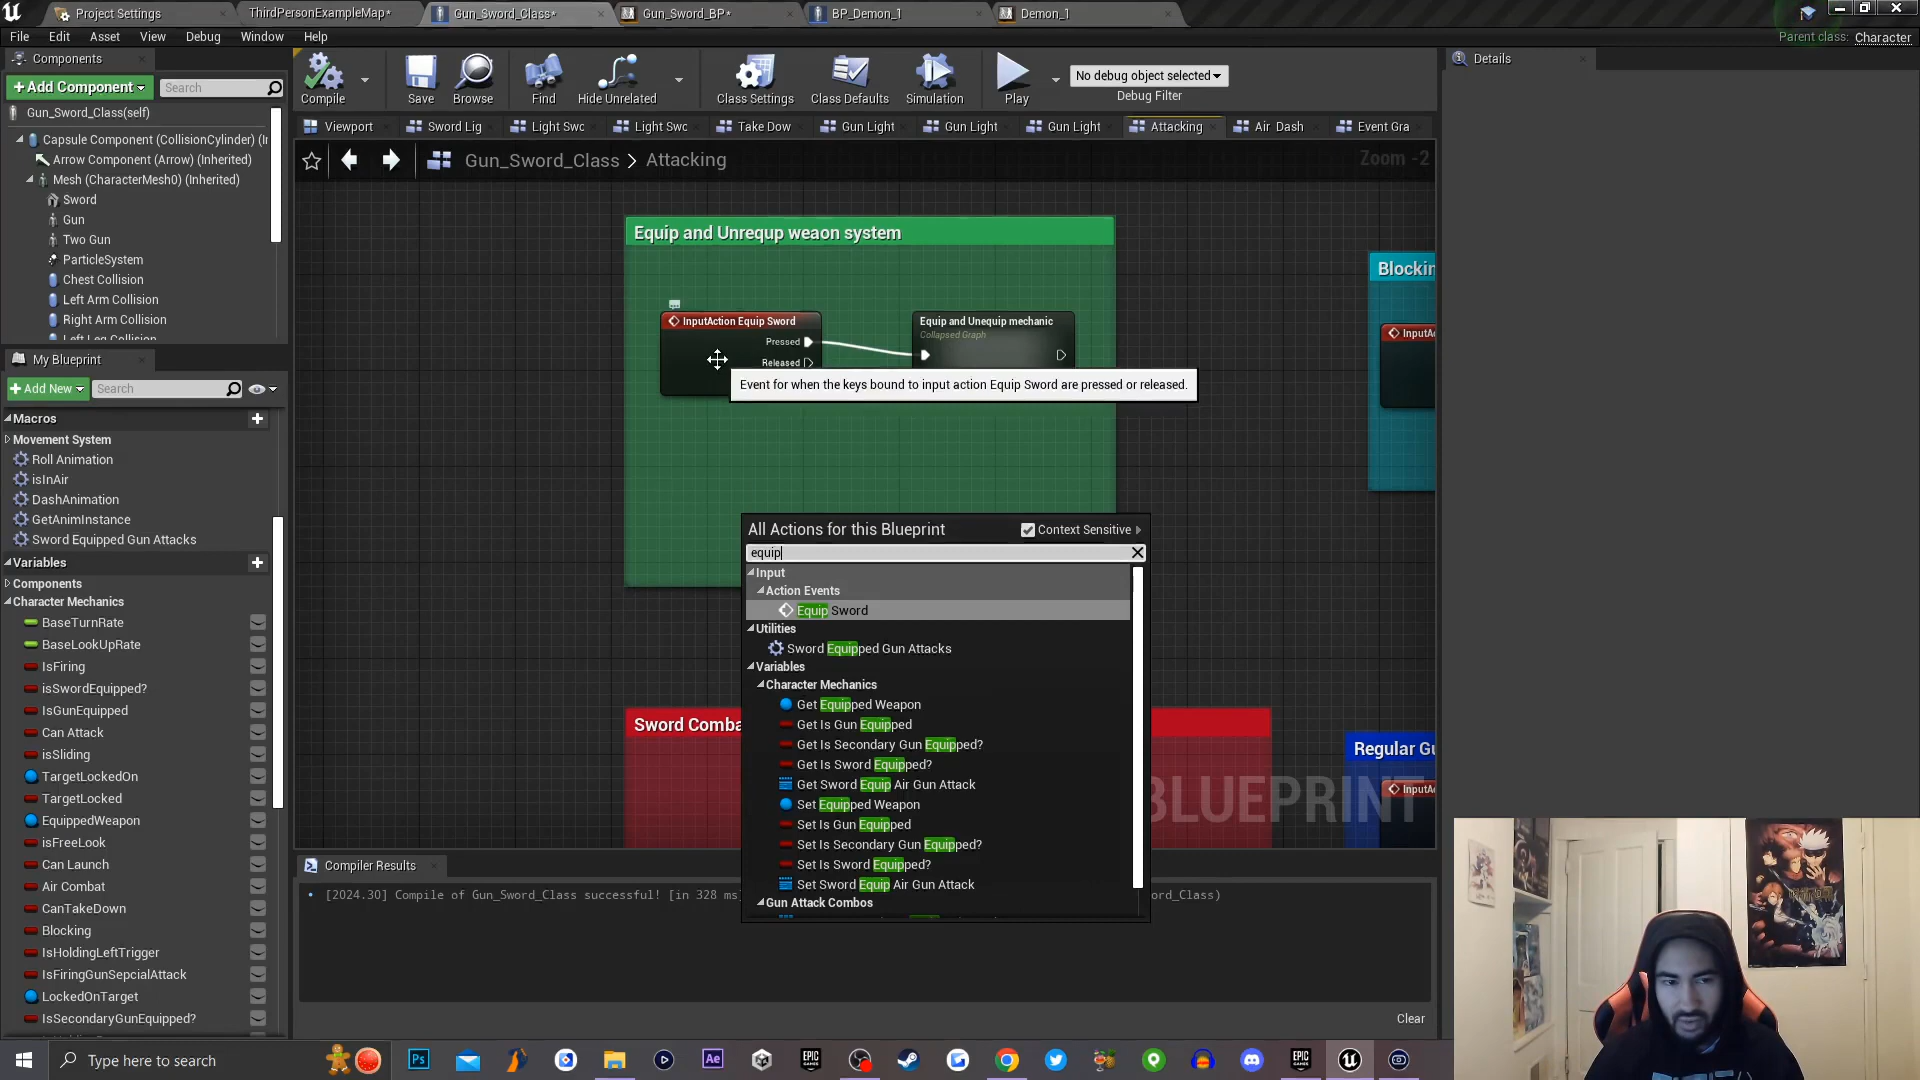 Project Settings
ThirdPersonExampleMap*
Gun_Sword_Class*
Gun_Sword_BP*
BP_Demon_1
Demon_1
File Edit Asset View Debug Window Help
Parent class: Character
Components
+Add Component
Search
Gun_Sword_Class(self)
Capsule Component (CollisionCylinder) (I
Arrow Component (Arrow) (Inherited)
Mesh (CharacterMesh0) (Inherited)
Sword
Gun
Two Gun
ParticleSystem
Chest Collision
Left Arm Collision
Right Arm Collision
Left Leg Collision
My Blueprint
+Add New
Search
Macros
Movement System
Roll Animation
isInAir
DashAnimation
GetAnimInstance
Sword Equipped Gun Attacks
Variables
Components
Character Mechanics
BaseTurnRate
BaseLookUpRate
IsFiring
isSwordEquipped?
IsGunEquipped
Can Attack
isSliding
TargetLockedOn
TargetLocked
EquippedWeapon
isFreeLook
Can Launch
Air Combat
CanTakeDown
Blocking
IsHoldingLeftTrigger
IsFiringGunSepcialAttack
LockedOnTarget
IsSecondaryGunEquipped?
Compile
Save
Browse
Find
Hide Unrelated
Class Settings
Class Defaults
Simulation
Play
No debug object selected
Debug Filter
Viewport
Sword Lig
Light Swc
Light Swc
Take Dow
Gun Light
Gun Light
Gun Light
Attacking
Air Dash
Event Gra
Gun_Sword_Class > Attacking
Zoom -2
Equip and Unrequp weaon system
InputAction Equip Sword
Pressed
Released
Equip and Unequip mechanic
Collapsed Graph
Event for when the keys bound to input action Equip Sword are pressed or released.
Blockin
InputAc
All Actions for this Blueprint
Context Sensitive
equip
Input
Action Events
Equip Sword
Utilities
Sword Equipped Gun Attacks
Variables
Character Mechanics
Get Equipped Weapon
Get Is Gun Equipped
Get Is Secondary Gun Equipped?
Get Is Sword Equipped?
Get Sword Equip Air Gun Attack
Set Equipped Weapon
Set Is Gun Equipped
Set Is Secondary Gun Equipped?
Set Is Sword Equipped?
Set Sword Equip Air Gun Attack
Gun Attack Combos
Sword Comba
Regular Gu
InputAc
BLUEPRINT
Compiler Results
[2024.30] Compile of Gun_Sword_Class successful! [in 328 ms
ord_Class)
Clear
Details
Type here to search
Ps
Ae
EPIC GAMES
EPIC GAMES